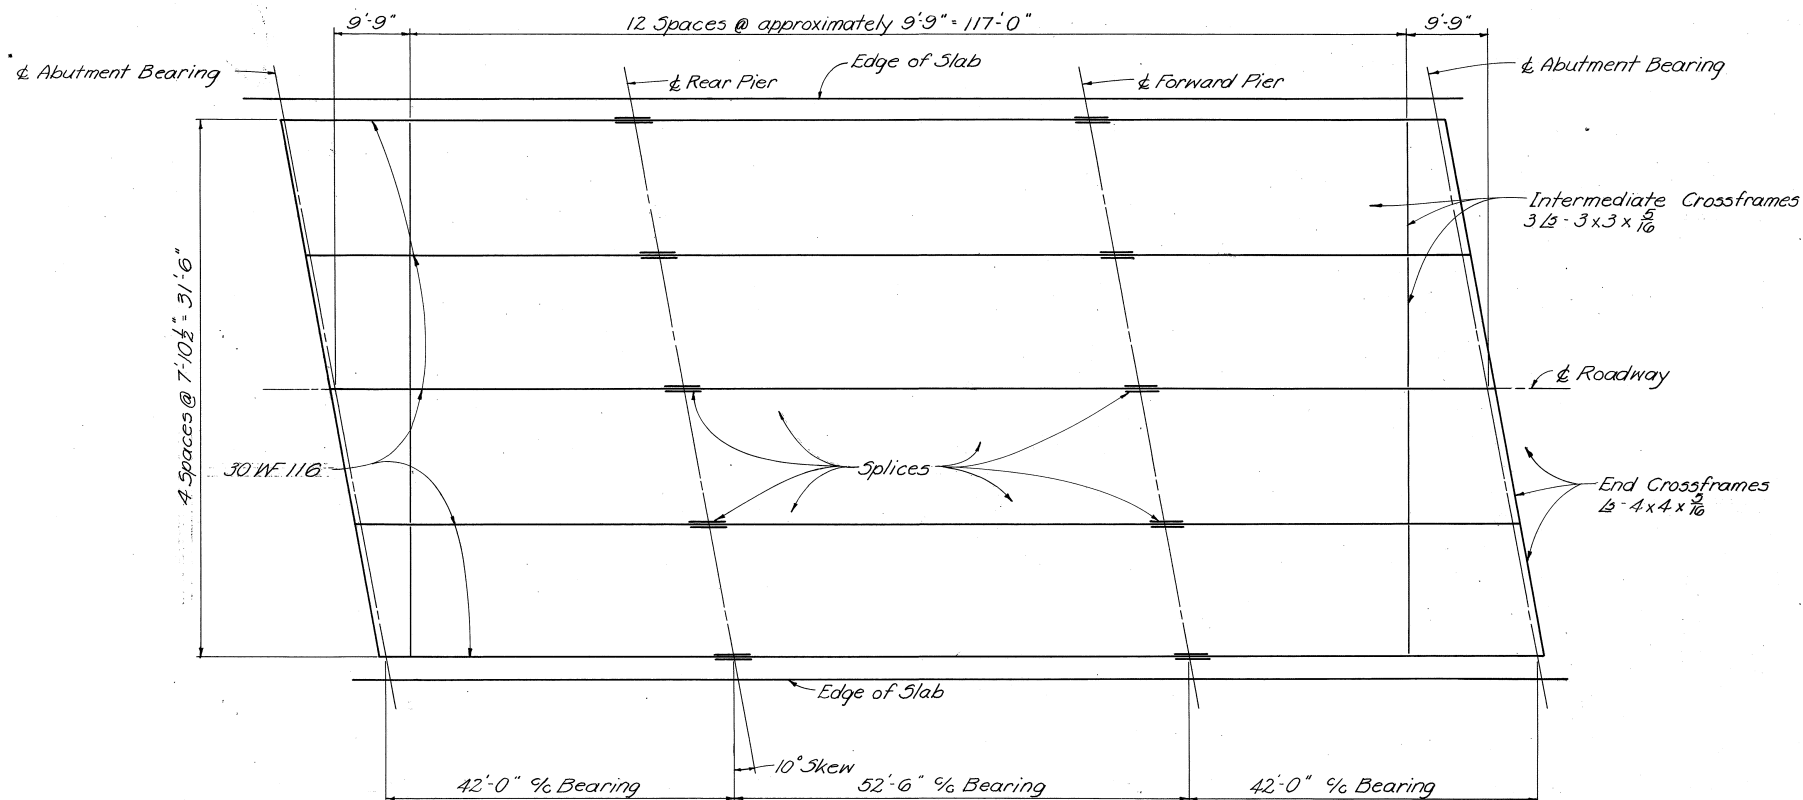 9'-9"
12 Spaces @ approximately 9'-9" = 117'-0"
9'-9"
℄ Abutment Bearing
℄ Rear Pier
Edge of Slab
℄ Forward Pier
℄ Abutment Bearing
Intermediate Crossframes
3 Ls - 3 x 3 x 5/16
4 Spaces @ 7'-10½" = 31'-6"
℄ Roadway
30 WF 116
Splices
End Crossframes
Ls - 4 x 4 x 5/16
Edge of Slab
10° Skew
42'-0" c/c Bearing
52'-6" c/c Bearing
42'-0" c/c Bearing